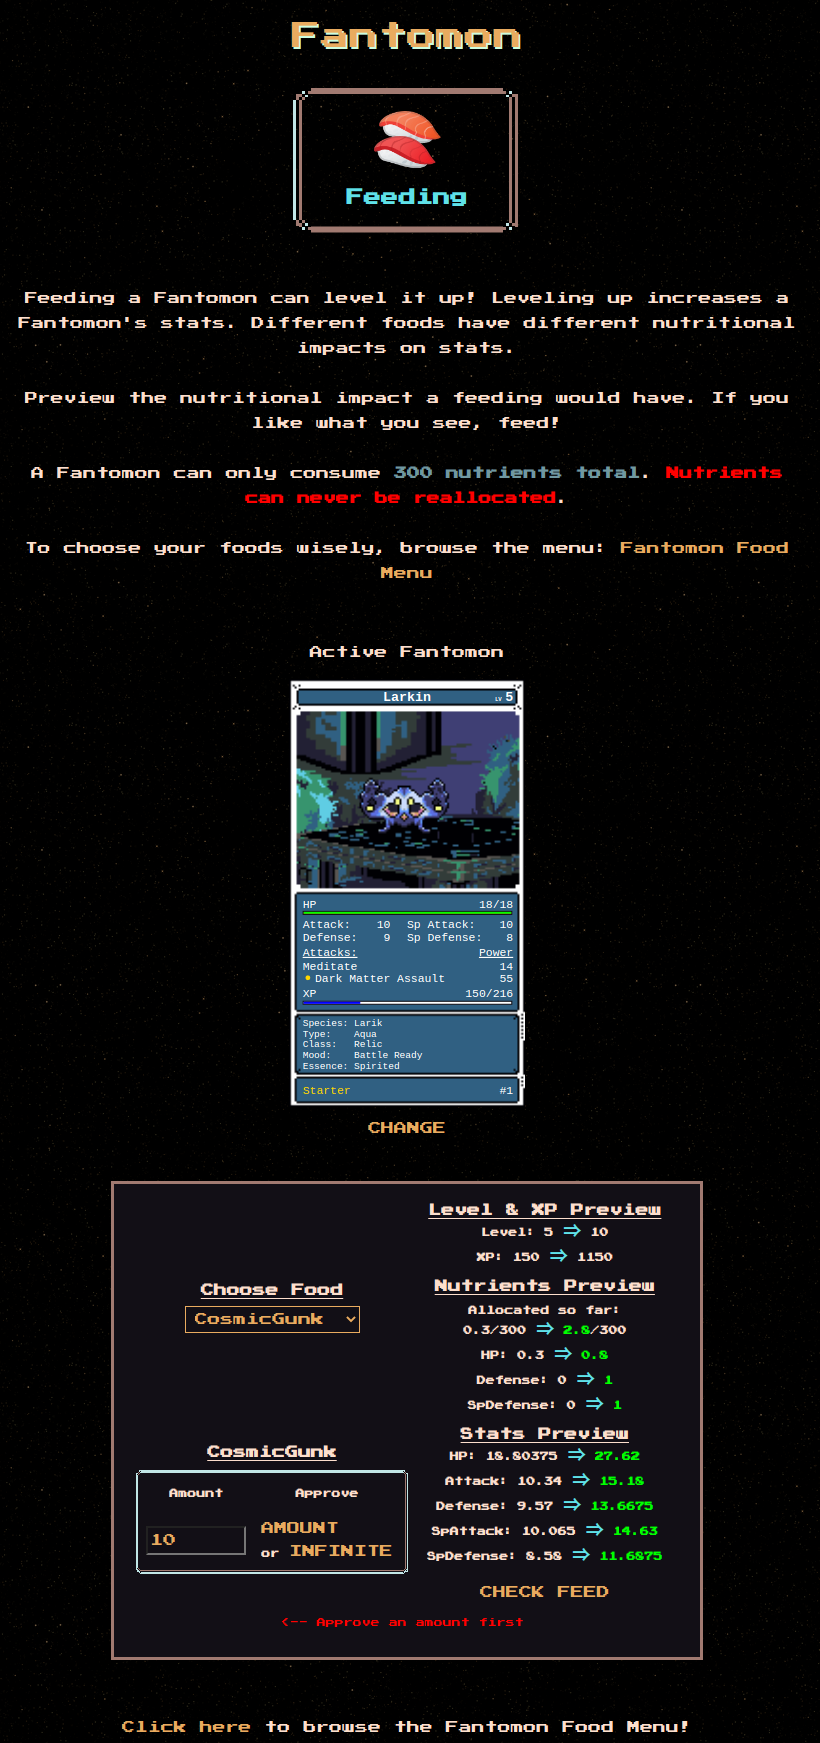 Fantomon
Feeding
Feeding a Fantomon can level it up! Leveling up increases a
Fantomon's stats. Different foods have different nutritional
impacts on stats.
Preview the nutritional impact a feeding would have. If you
like what you see, feed!
A Fantomon can only consume 300 nutrients total. Nutrients
can never be reallocated.
To choose your foods wisely, browse the menu: Fantomon Food
Menu
Active Fantomon
Larkin LV 5
HP 18/18
Attack: 10 Sp Attack: 10
Defense: 9 Sp Defense: 8
Attacks: Power
Meditate 14
Dark Matter Assault 55
XP 150/216
Species: Larik
Type: Aqua
Class: Relic
Mood: Battle Ready
Essence: Spirited
Starter #1
CHANGE
Choose Food
CosmicGunk
CosmicGunk
Amount Approve
10
AMOUNT
or INFINITE
Level & XP Preview
Level: 5 ⇒ 10
XP: 150 ⇒ 1150
Nutrients Preview
Allocated so far:
0.3/300 ⇒ 2.8/300
HP: 0.3 ⇒ 0.8
Defense: 0 ⇒ 1
SpDefense: 0 ⇒ 1
Stats Preview
HP: 18.80375 ⇒ 27.62
Attack: 10.34 ⇒ 15.18
Defense: 9.57 ⇒ 13.6675
SpAttack: 10.065 ⇒ 14.63
SpDefense: 8.58 ⇒ 11.6875
CHECK FEED
<-- Approve an amount first
Click here to browse the Fantomon Food Menu!